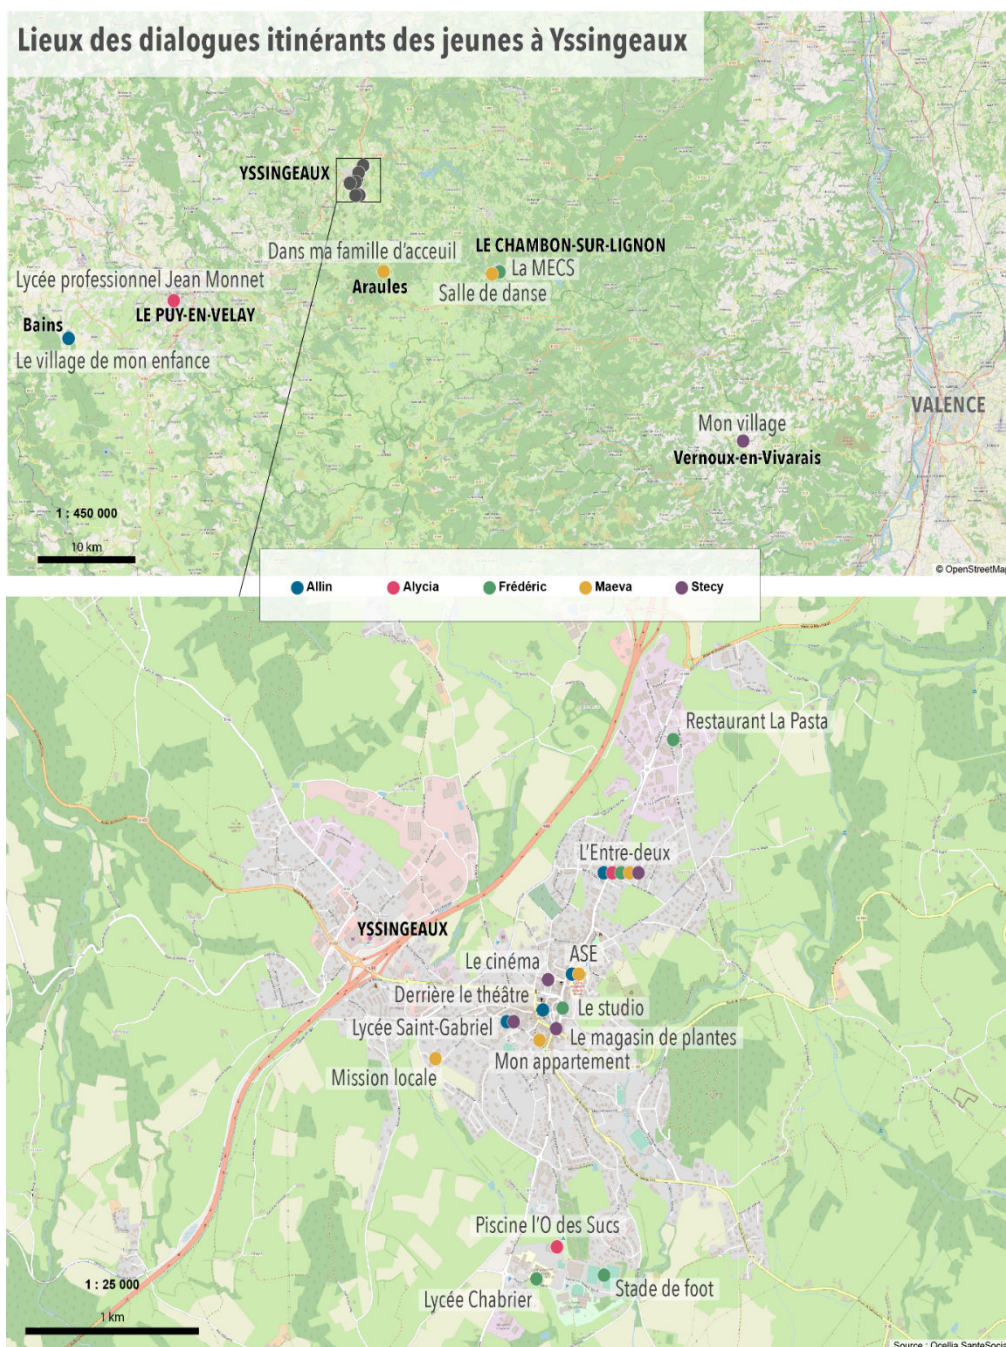 Lieux des dialogues itinérants des jeunes à Yssingeaux
YSSINGEAUX
Dans ma famille d'acceuil
Araules
LE CHAMBON-SUR-LIGNON
La MECS
Salle de danse
Lycée professionnel Jean Monnet
LE PUY-EN-VELAY
Bains
Le village de mon enfance
VALENCE
Mon village
Vernoux-en-Vivarais
1 : 450 000
10 km
© OpenStreetMap
Allin
Alycia
Frédéric
Maeva
Stecy
Restaurant La Pasta
L'Entre-deux
YSSINGEAUX
Le cinéma
ASE
Derrière le théâtre
Le studio
Lycée Saint-Gabriel
Le magasin de plantes
Mon appartement
Mission locale
Piscine l'O des Sucs
Lycée Chabrier
Stade de foot
1 : 25 000
1 km
Source : Ocellia SanteSocial